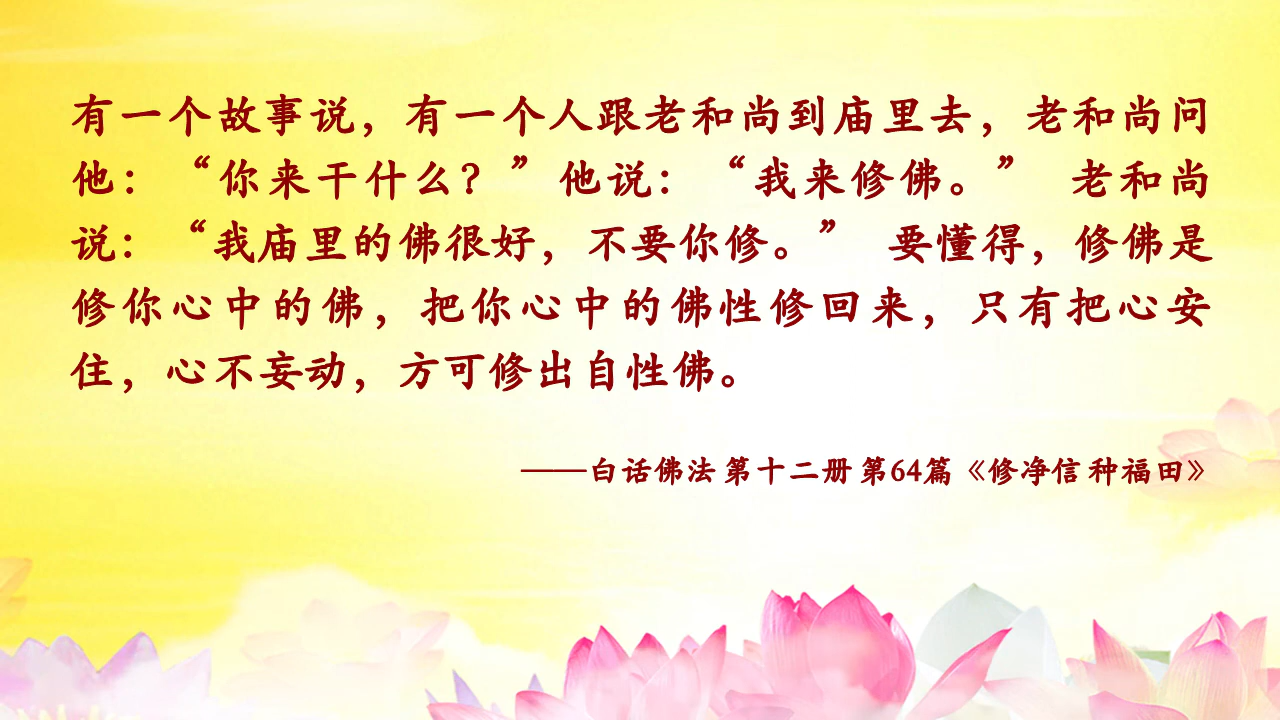 有一个故事说，有一个人跟老和尚到庙里去，老和尚问
他：“你来干什么？”他说：“我来修佛。” 老和尚
说：“我庙里的佛很好，不要你修。” 要懂得，修佛是
修你心中的佛，把你心中的佛性修回来，只有把心安
住，心不妄动，方可修出自性佛。
——白话佛法 第十二册 第64篇《修净信 种福田》